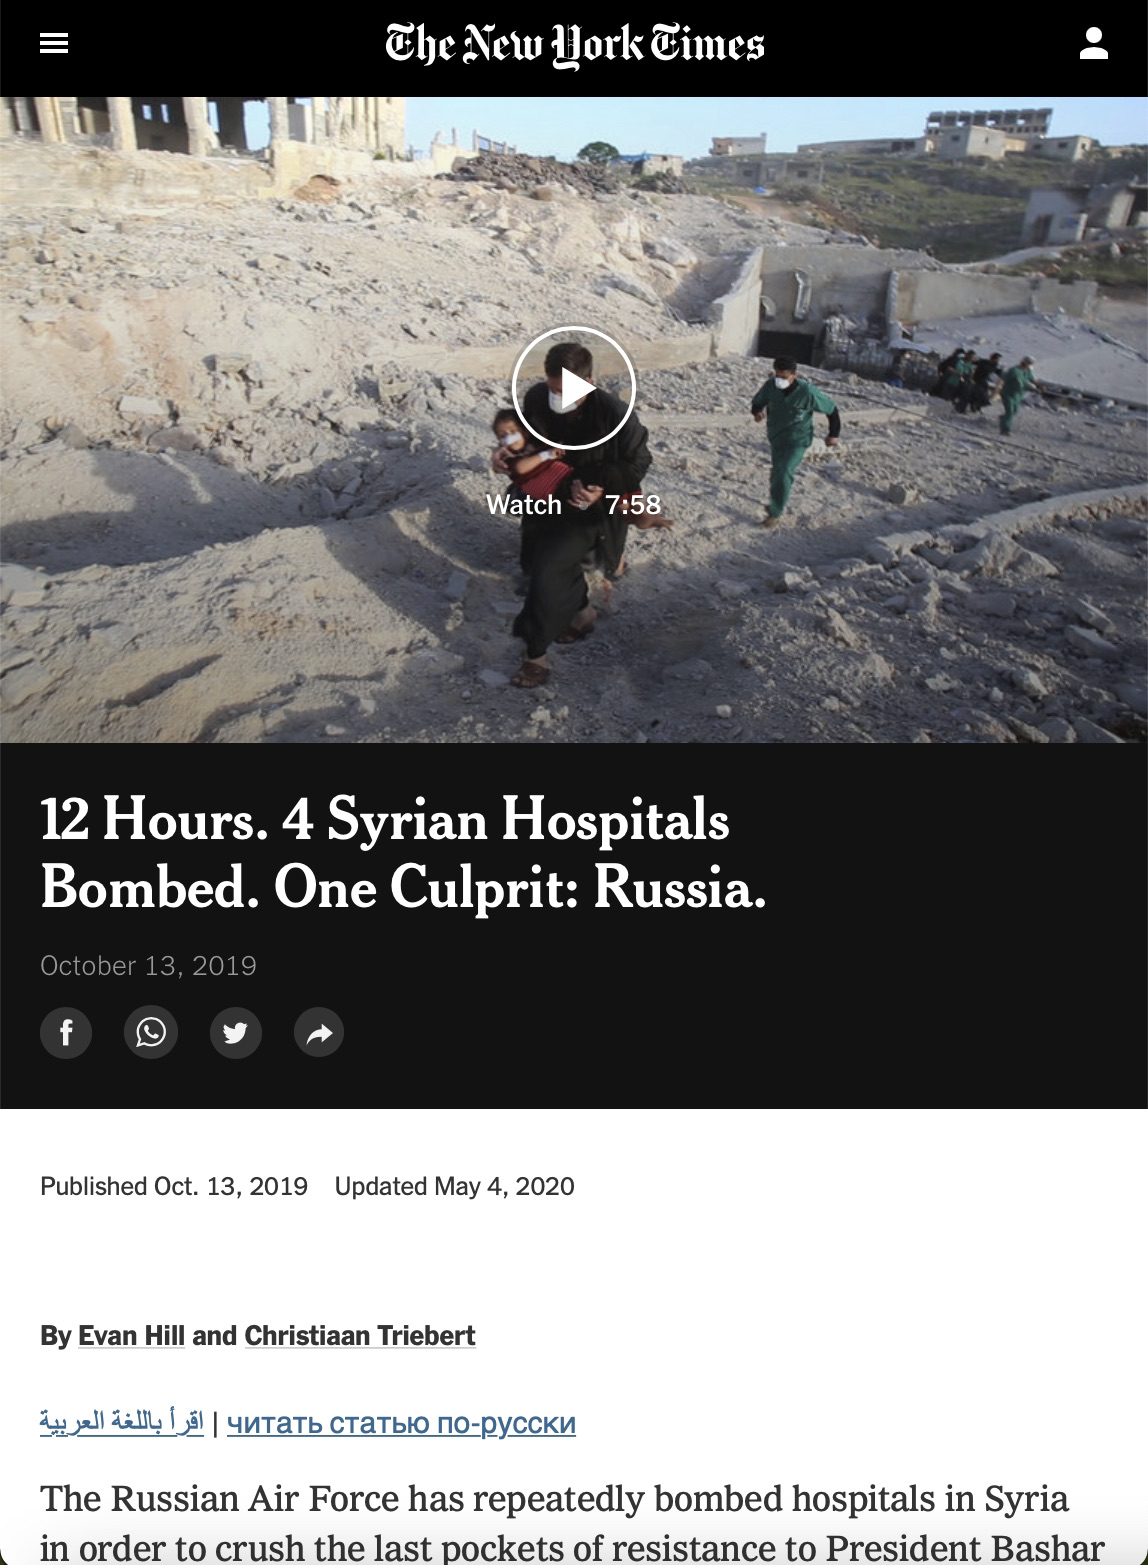 The New York Times
Watch 7:58
12 Hours. 4 Syrian Hospitals
Bombed. One Culprit: Russia.
October 13, 2019
Published Oct. 13, 2019 Updated May 4, 2020
By Evan Hill and Christiaan Triebert
اقرأ باللغة العربية | читать статью по-русски
The Russian Air Force has repeatedly bombed hospitals in Syria
in order to crush the last pockets of resistance to President Bashar